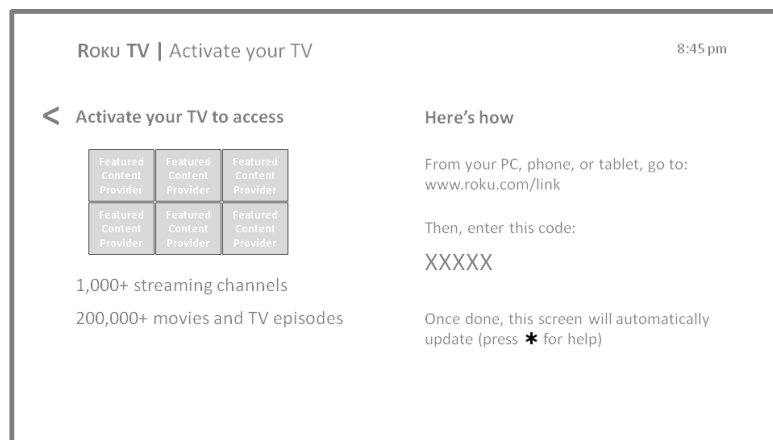 ROKU TV | Activate your TV
8:45 pm
< Activate your TV to access
Featured Content Provider
Featured Content Provider
Featured Content Provider
Featured Content Provider
Featured Content Provider
Featured Content Provider
1,000+ streaming channels
200,000+ movies and TV episodes
Here's how
From your PC, phone, or tablet, go to:
www.roku.com/link
Then, enter this code:
XXXXX
Once done, this screen will automatically
update (press * for help)